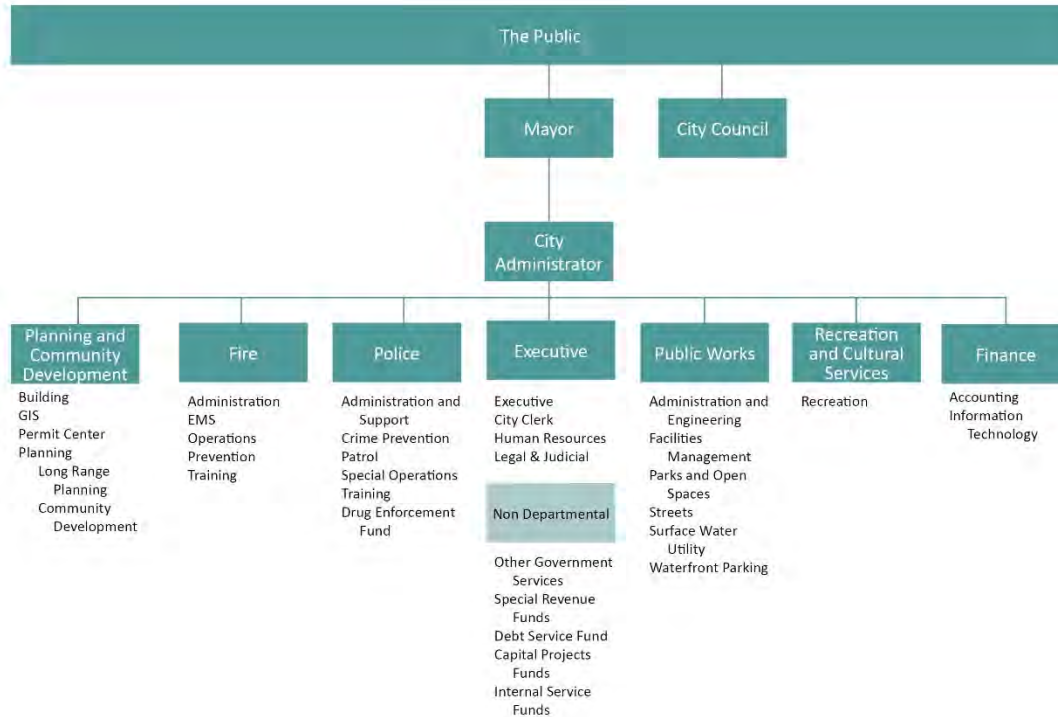 The Public
Mayor
City Council
City
Administrator
Planning and
Community
Development
Building
GIS
Permit Center
Planning
Long Range
Planning
Community
Development
Fire
Administration
EMS
Operations
Prevention
Training
Police
Administration and
Support
Crime Prevention
Patrol
Special Operations
Training
Drug Enforcement
Fund
Executive
Executive
City Clerk
Human Resources
Legal & Judicial
Non Departmental
Other Government
Services
Special Revenue
Funds
Debt Service Fund
Capital Projects
Funds
Internal Service
Funds
Public Works
Administration and
Engineering
Facilities
Management
Parks and Open
Spaces
Streets
Surface Water
Utility
Waterfront Parking
Recreation
and Cultural
Services
Recreation
Finance
Accounting
Information
Technology